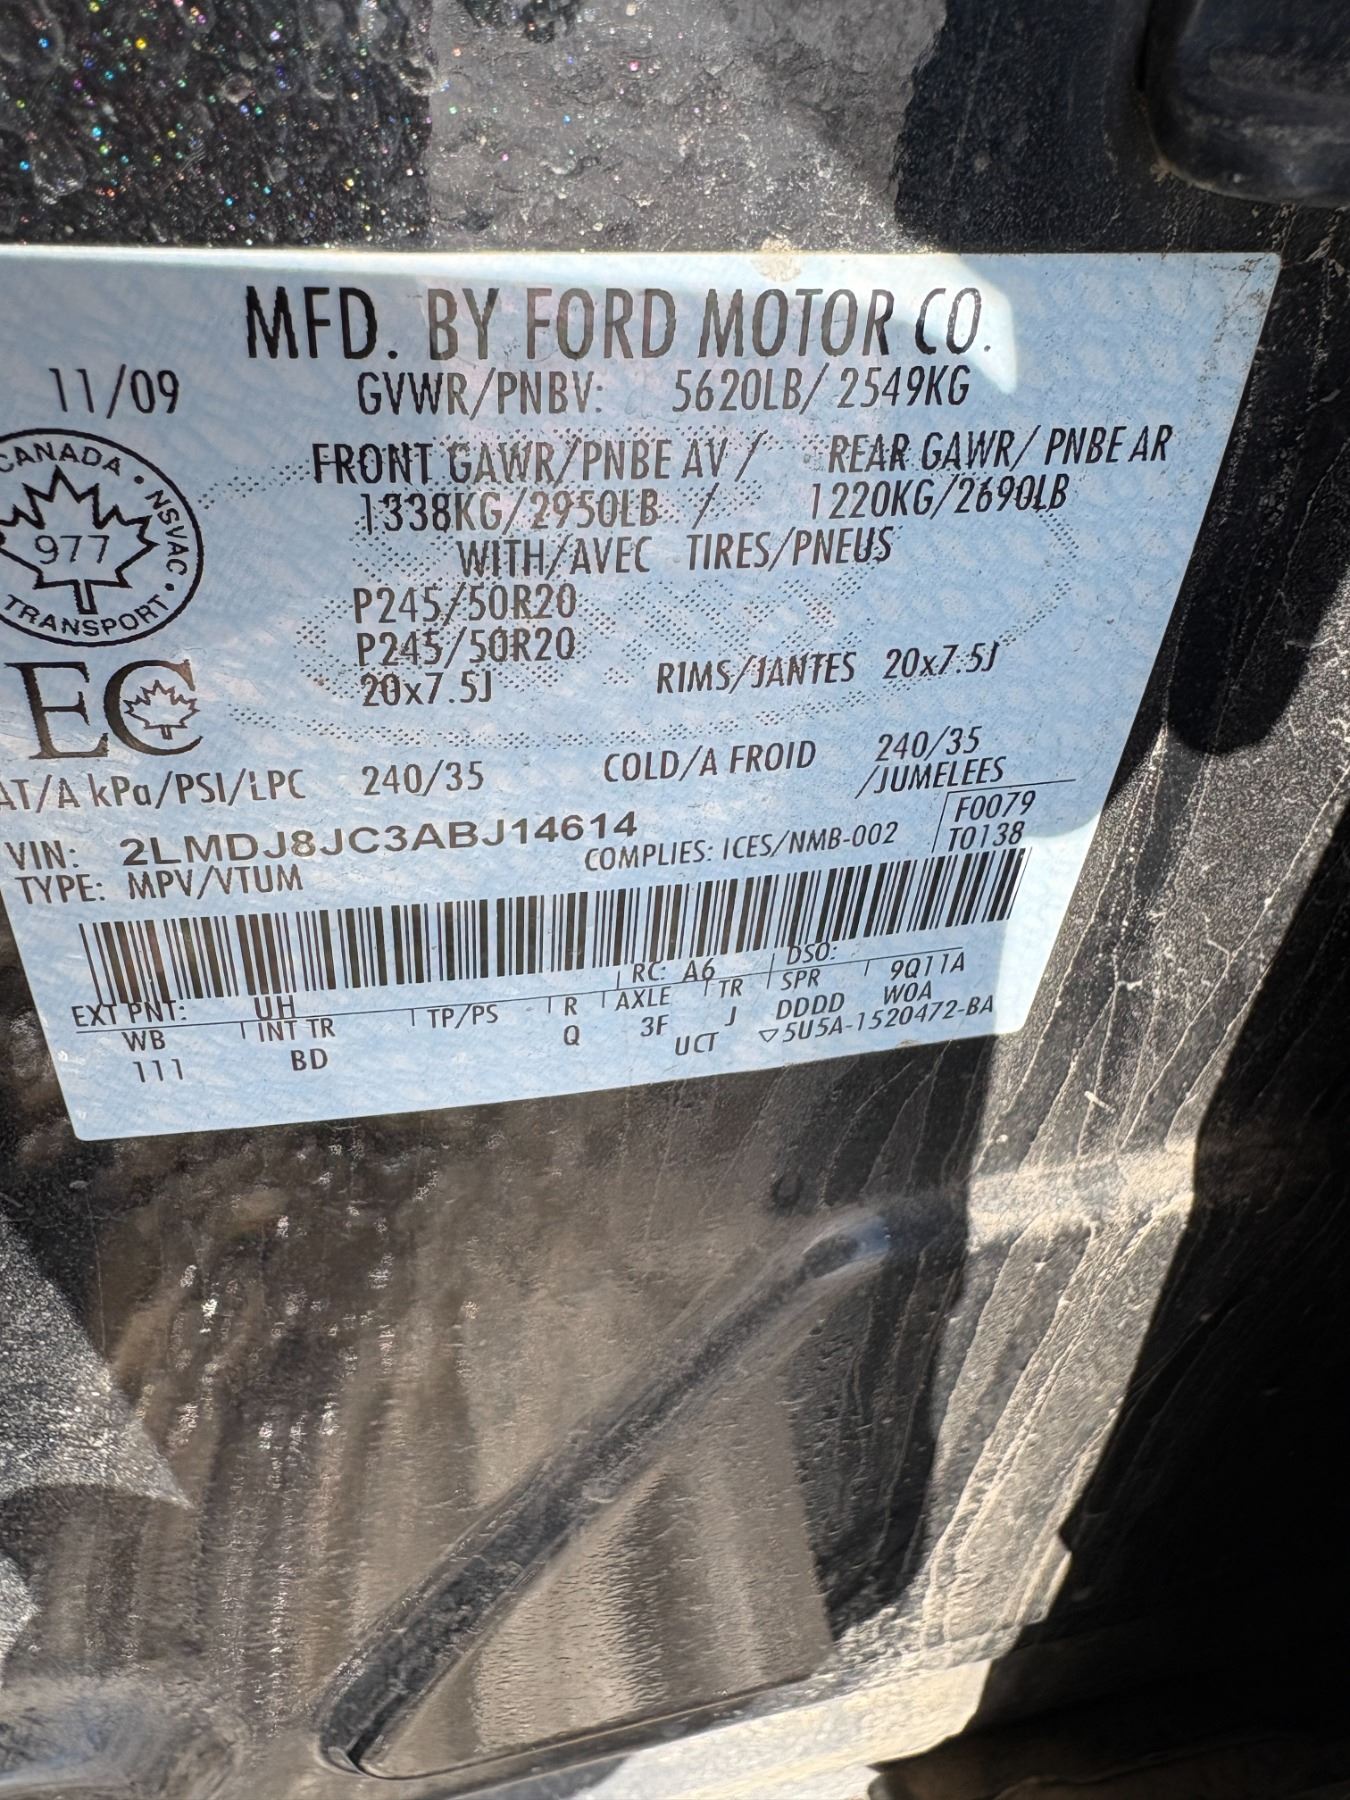 MFD. BY FORD MOTOR CO.
11/09
GVWR/PNBV: 5620LB/ 2549KG
CANADA • NSVAC •
977
TRANSPORT •
FRONT GAWR/PNBE AV / REAR GAWR/ PNBE AR
1338KG/2950LB / 1220KG/2690LB
WITH/AVEC TIRES/PNEUS
P245/50R20
P245/50R20
20x7.5J RIMS/JANTES 20x7.5J
EC
AT/A kPa/PSI/LPC 240/35 COLD/A FROID 240/35
/JUMELEES
VIN: 2LMDJ8JC3ABJ14614
F0079
TYPE: MPV/VTUM COMPLIES: ICES/NMB-002 T0138
EXT PNT: UH RC: A6 DSO:
WB INT TR TP/PS R AXLE TR SPR 9Q11A
111 BD Q 3F J DDDD W0A
UCT ▽5U5A-1520472-BA